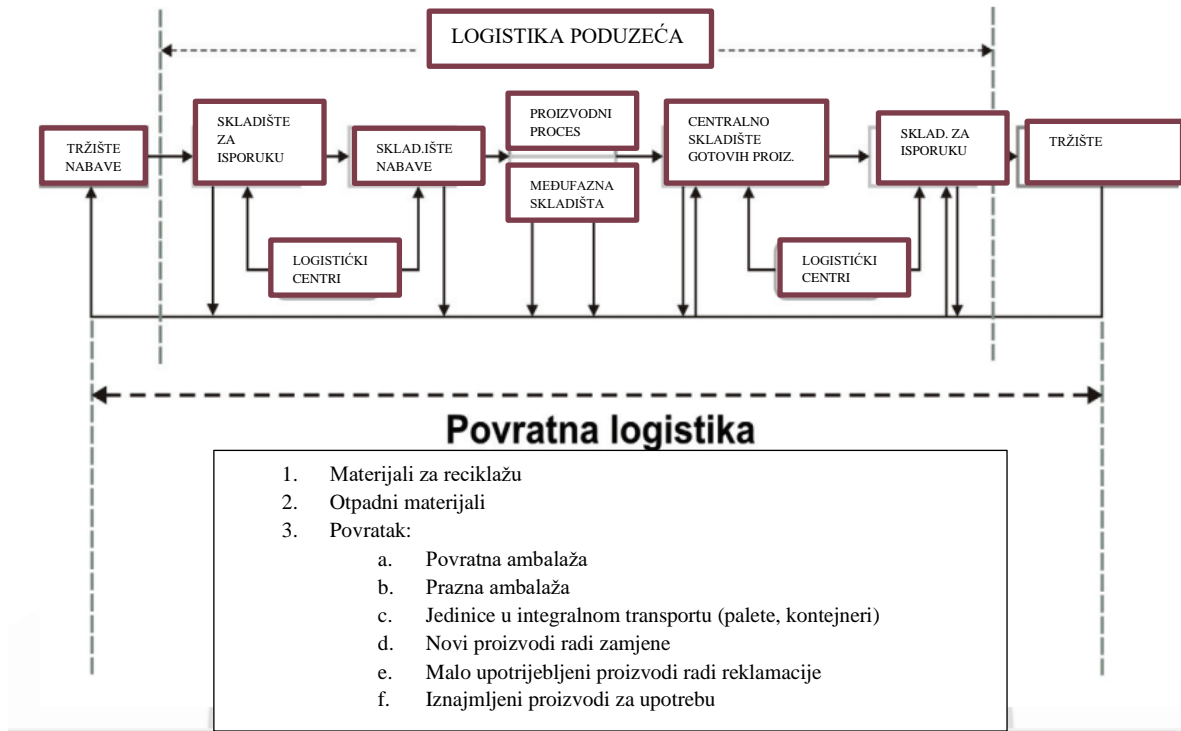 LOGISTIKA PODUZEĆA
TRŽIŠTE
NABAVE
SKLADIŠTE
ZA
ISPORUKU
SKLAD.IŠTE
NABAVE
PROIZVODNI
PROCES
MEĐUFAZNA
SKLADIŠTA
CENTRALNO
SKLADIŠTE
GOTOVIH PROIZ.
SKLAD. ZA
ISPORUKU
TRŽIŠTE
LOGISTIĆKI
CENTRI
LOGISTIĆKI
CENTRI
Povratna logistika
1. Materijali za reciklažu
2. Otpadni materijali
3. Povratak:
a. Povratna ambalaža
b. Prazna ambalaža
c. Jedinice u integralnom transportu (palete, kontejneri)
d. Novi proizvodi radi zamjene
e. Malo upotrijebljeni proizvodi radi reklamacije
f. Iznajmljeni proizvodi za upotrebu